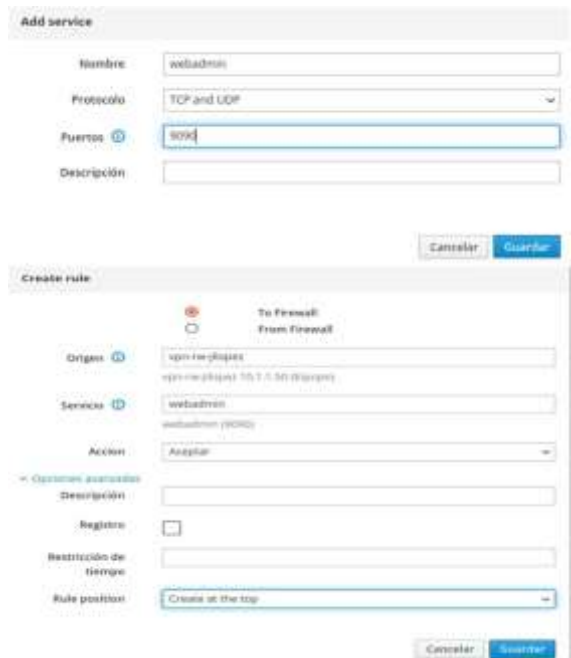 Add service
Nombre webadmin
Protocolo TCP and UDP
Puertos 9090
Descripción
Cancelar Guardar
Create rule
To Firewall
From Firewall
Origen vpn-rw-jllopez
Servicio webadmin
webadmin (9090)
Accion Aceptar
Opciones avanzadas
Descripción
Registro
Restricción de
tiempo
Rule position Create at the top
Cancelar Guardar